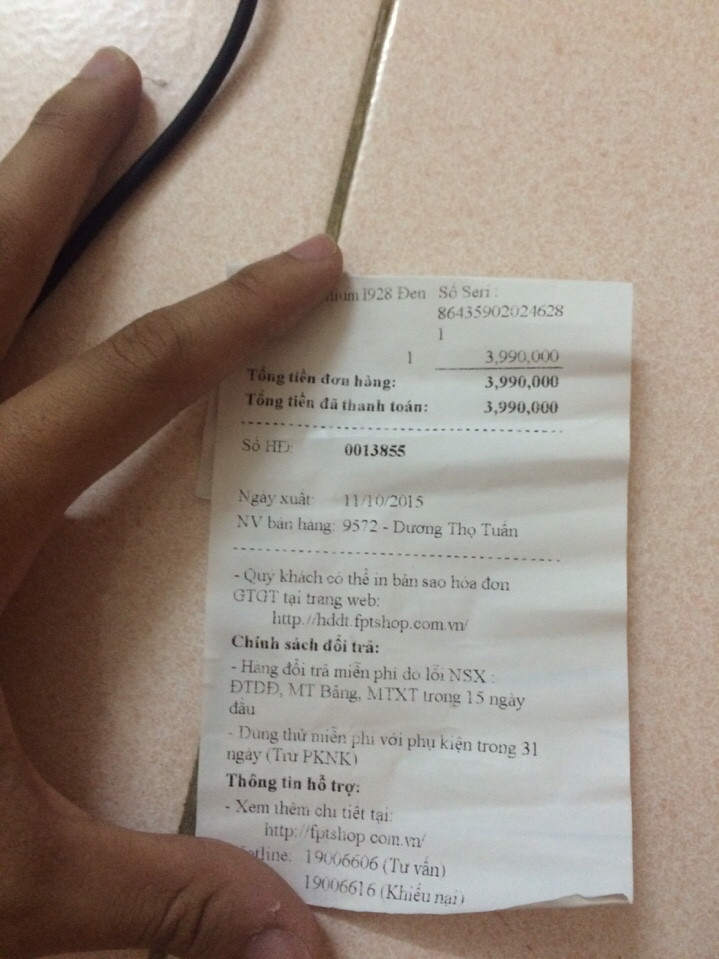 I928 Đen Số Seri :
86435902024628
1
1 3,990,000
Tổng tiền đơn hàng: 3,990,000
Tổng tiền đã thanh toán: 3,990,000
Số HĐ: 0013855
Ngày xuất: 11/10/2015
NV bán hàng: 9572 - Dương Thọ Tuấn
- Quý khách có thể in bản sao hóa đơn
GTGT tại trang web:
http://hddt.fptshop.com.vn/
Chính sách đổi trả:
- Hàng đổi trả miễn phí do lỗi NSX :
ĐTDĐ, MT Bảng, MTXT trong 15 ngày
đầu
- Dùng thử miễn phí với phụ kiện trong 31
ngày (Trừ PKNK)
Thông tin hỗ trợ:
- Xem thêm chi tiết tại:
http://fptshop.com.vn/
19006606 (Tư vấn)
19006616 (Khiếu nại)